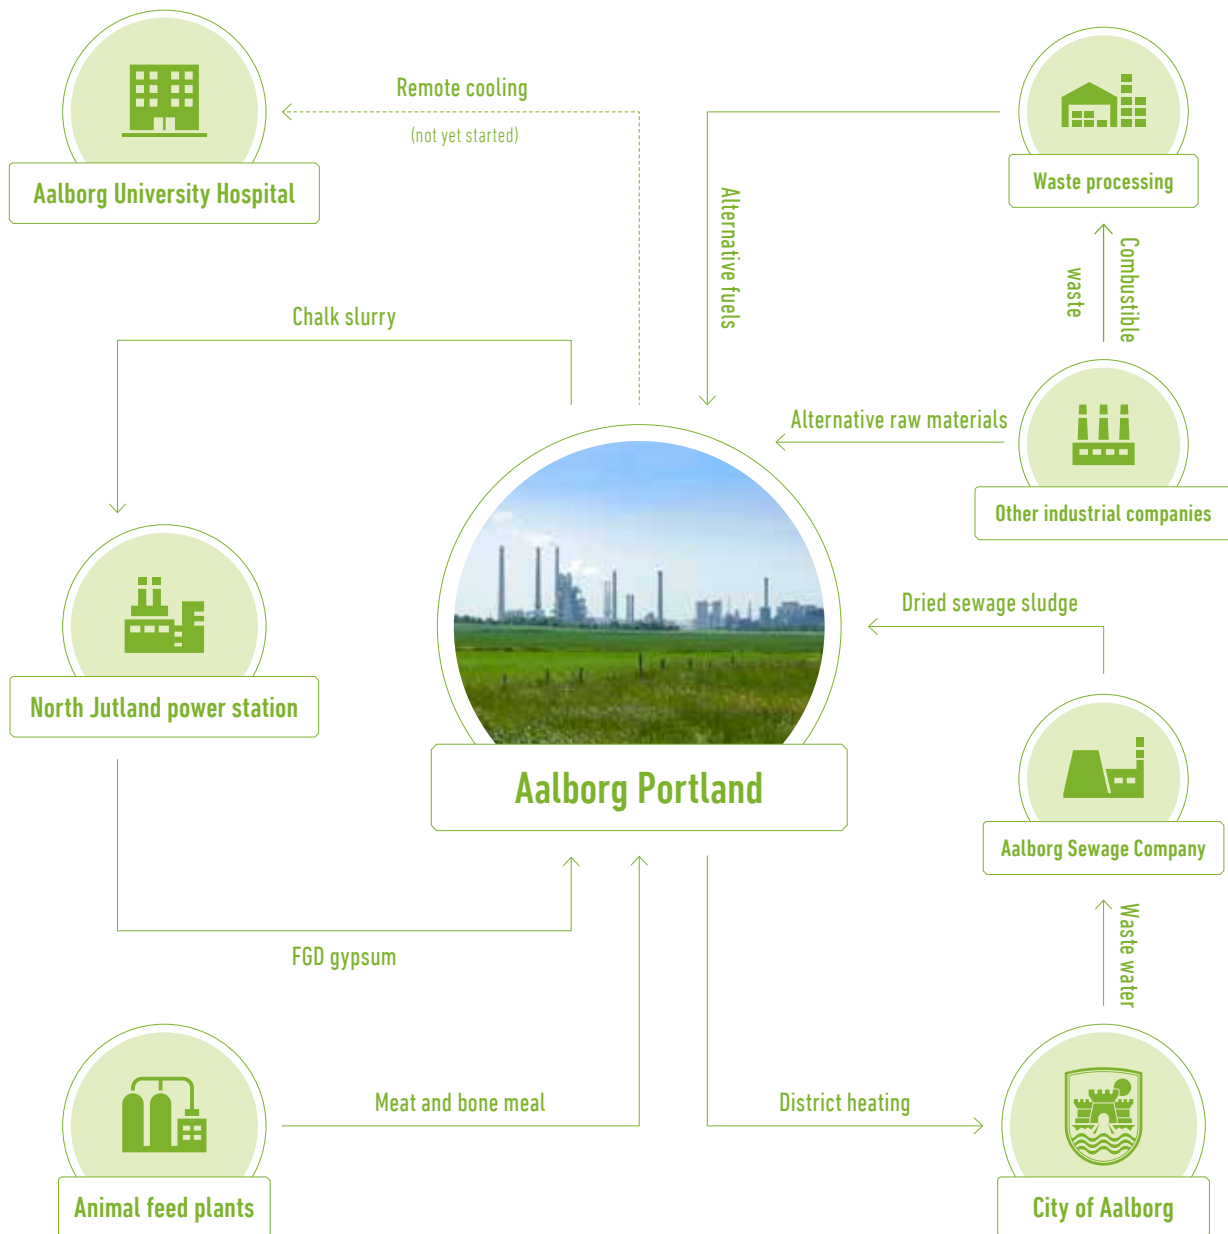 Remote cooling
(not yet started)
Aalborg University Hospital
Waste processing
Alternative fuels
Combustible
waste
Chalk slurry
Alternative raw materials
Other industrial companies
Dried sewage sludge
North Jutland power station
Aalborg Portland
Aalborg Sewage Company
Waste water
FGD gypsum
Meat and bone meal
District heating
Animal feed plants
City of Aalborg